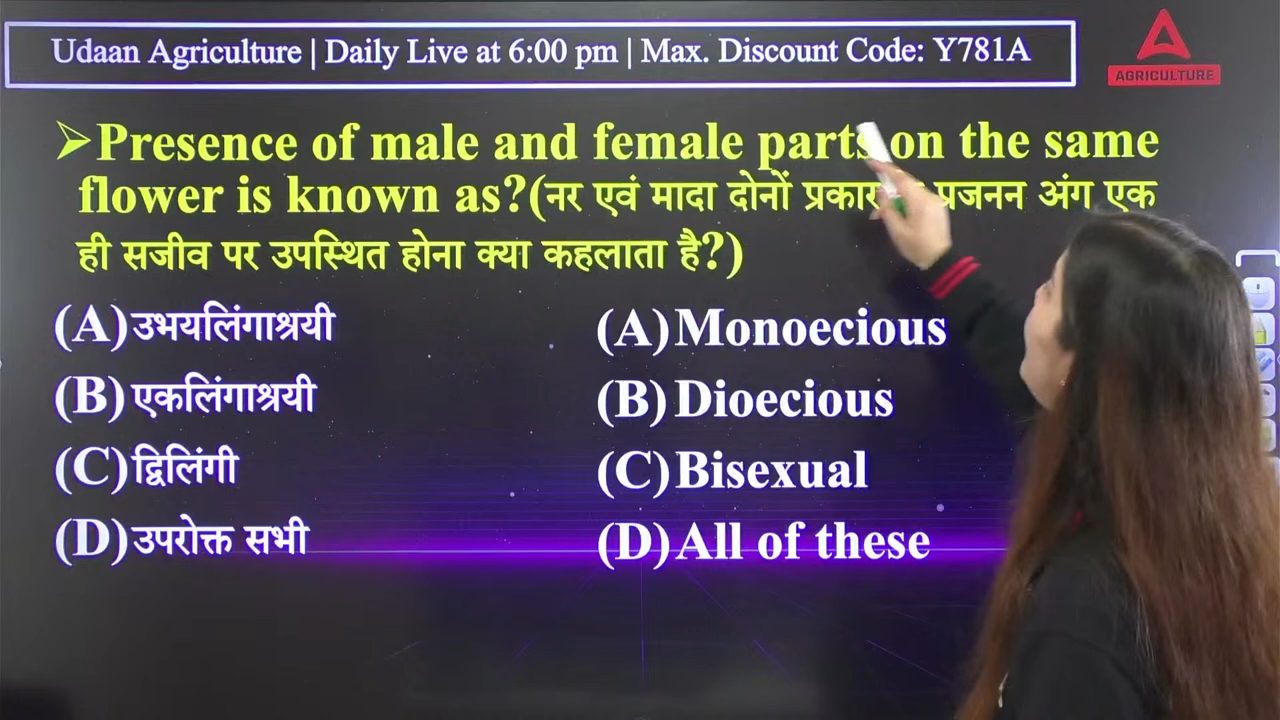 Udaan Agriculture | Daily Live at 6:00 pm | Max. Discount Code: Y781A
AGRICULTURE
➢Presence of male and female parts on the same
flower is known as?(नर एवं मादा दोनों प्रकार प्रजनन अंग एक
ही सजीव पर उपस्थित होना क्या कहलाता है?)
(A)उभयलिंगाश्रयी
(A)Monoecious
(B)एकलिंगाश्रयी
(B)Dioecious
(C)द्विलिंगी
(C)Bisexual
(D)उपरोक्त सभी
(D)All of these